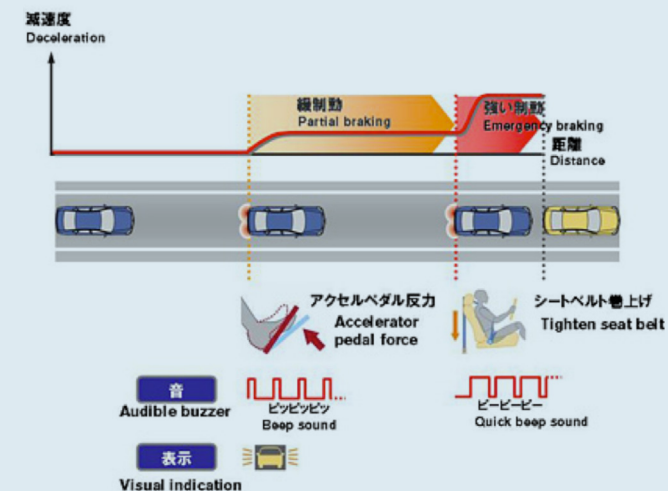 減速度
Deceleration
緩制動
Partial braking
強い制動
Emergency braking
距離
Distance
アクセルペダル反力
Accelerator
pedal force
シートベルト巻上げ
Tighten seat belt
音
Audible buzzer
ピッピッピッ
Beep sound
ピーピーピー
Quick beep sound
表示
Visual indication